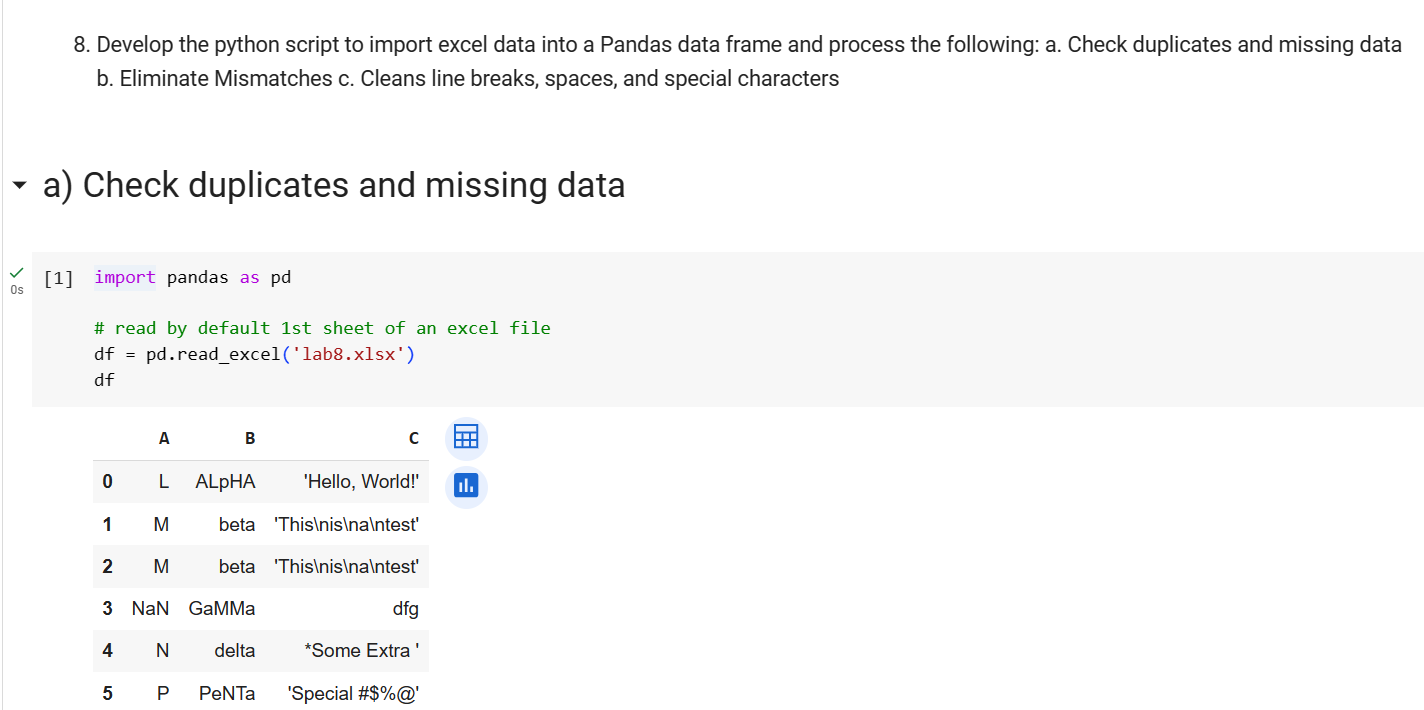 8. Develop the python script to import excel data into a Pandas data frame and process the following: a. Check duplicates and missing data
b. Eliminate Mismatches c. Cleans line breaks, spaces, and special characters
a) Check duplicates and missing data
[1] import pandas as pd
0s
# read by default 1st sheet of an excel file
df = pd.read_excel('lab8.xlsx')
df
A B C
0 L ALpHA 'Hello, World!'
1 M beta 'This\nis\na\ntest'
2 M beta 'This\nis\na\ntest'
3 NaN GaMMa dfg
4 N delta *Some Extra '
5 P PeNTa 'Special #$%@'